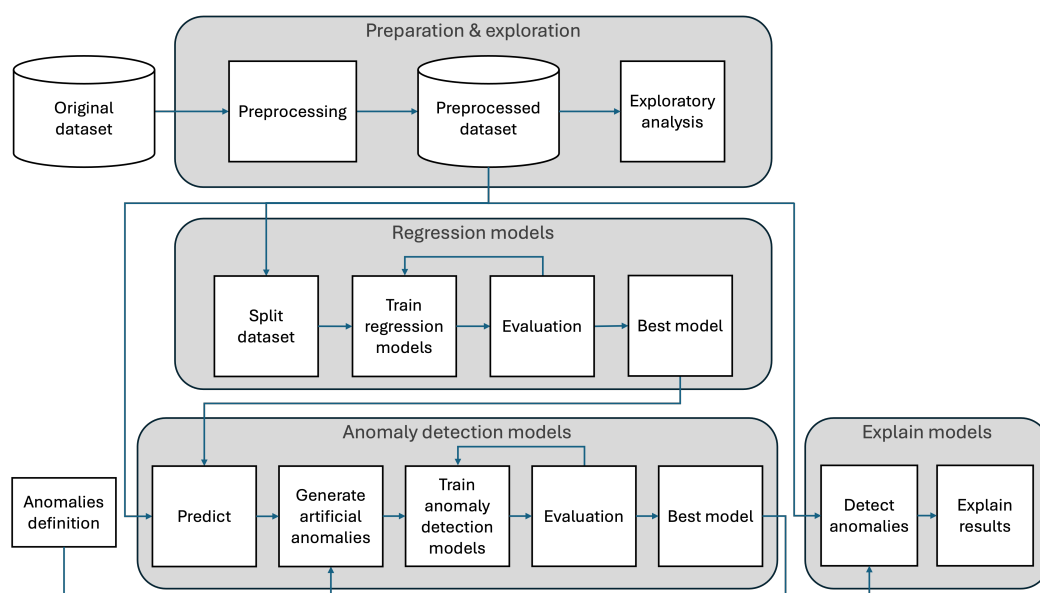 Preparation & exploration
Original
dataset
Preprocessing
Preprocessed
dataset
Exploratory
analysis
Regression models
Split
dataset
Train
regression
models
Evaluation
Best model
Anomaly detection models
Explain models
Anomalies
definition
Predict
Generate
artificial
anomalies
Train
anomaly
detection
models
Evaluation
Best model
Detect
anomalies
Explain
results